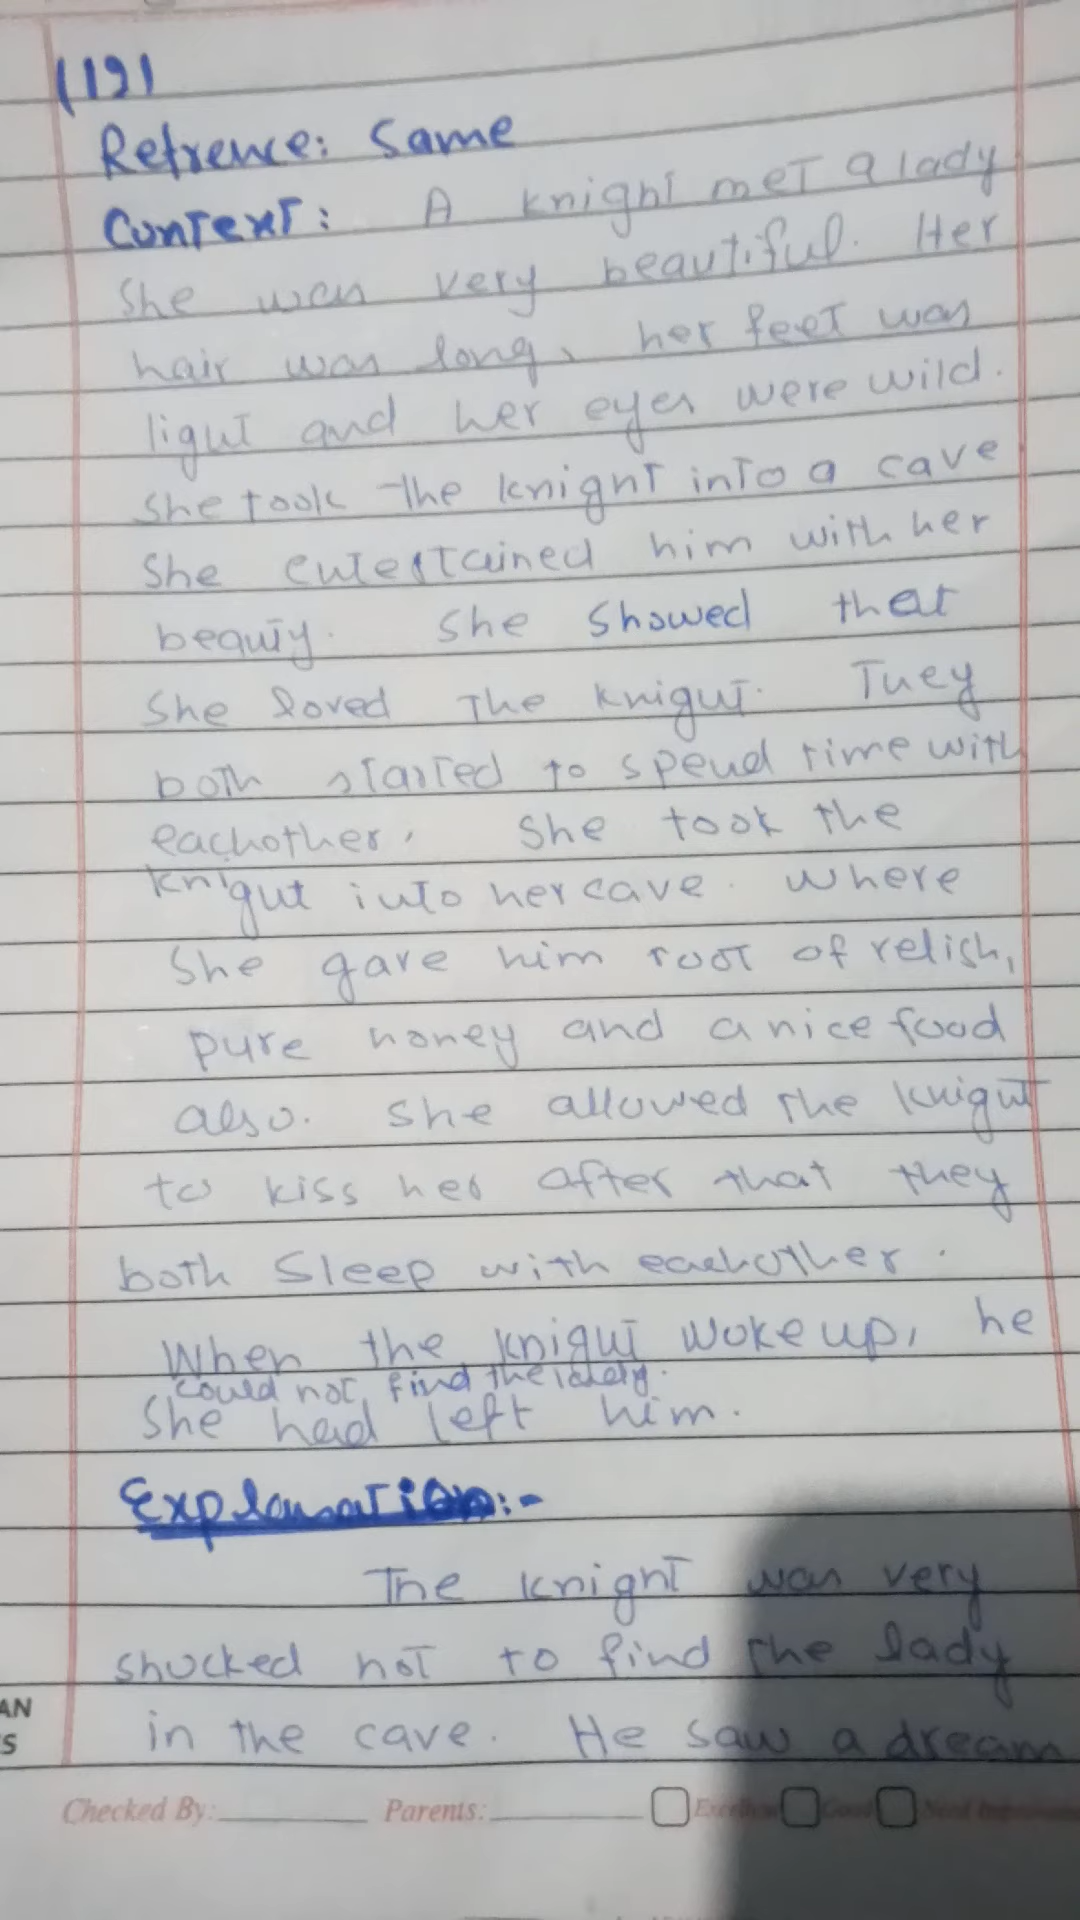 (19)
Refrence: Same
Context: A knight met a lady
She was very beautiful. Her
hair was long, her feet was
light and her eyes were wild.
She took the knight into a cave
She entertained him with her
beauty. She showed that
She loved The knight. They
both started to spend time with
eachother. She took the
knight into her cave. where
She gave him root of relish,
pure honey and a nice food
also. She allowed the knight
to kiss her after that they
both Sleep with eachother.
When the knight woke up, he
could not find the lady.
She had left him.
Explanation:-
The knight was very
shocked not to find the lady
in the cave. He saw a dream
AN
S
Checked By: Parents: